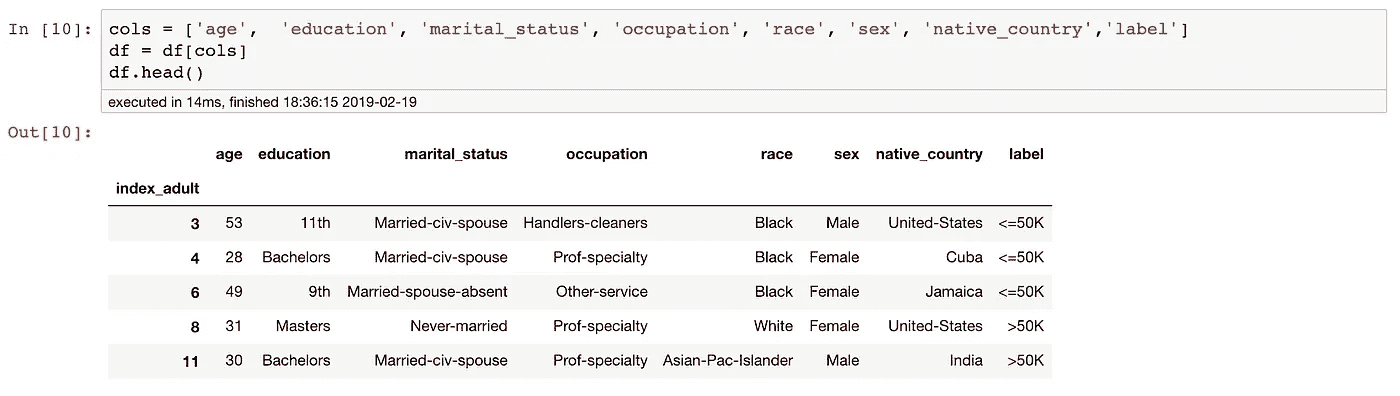 In [10]: cols = ['age',  'education', 'marital_status', 'occupation', 'race', 'sex', 'native_country','label']
df = df[cols]
df.head()
executed in 14ms, finished 18:36:15 2019-02-19
Out[10]:
age education marital_status occupation race sex native_country label
index_adult
3 53 11th Married-civ-spouse Handlers-cleaners Black Male United-States <=50K
4 28 Bachelors Married-civ-spouse Prof-specialty Black Female Cuba <=50K
6 49 9th Married-spouse-absent Other-service Black Female Jamaica <=50K
8 31 Masters Never-married Prof-specialty White Female United-States >50K
11 30 Bachelors Married-civ-spouse Prof-specialty Asian-Pac-Islander Male India >50K